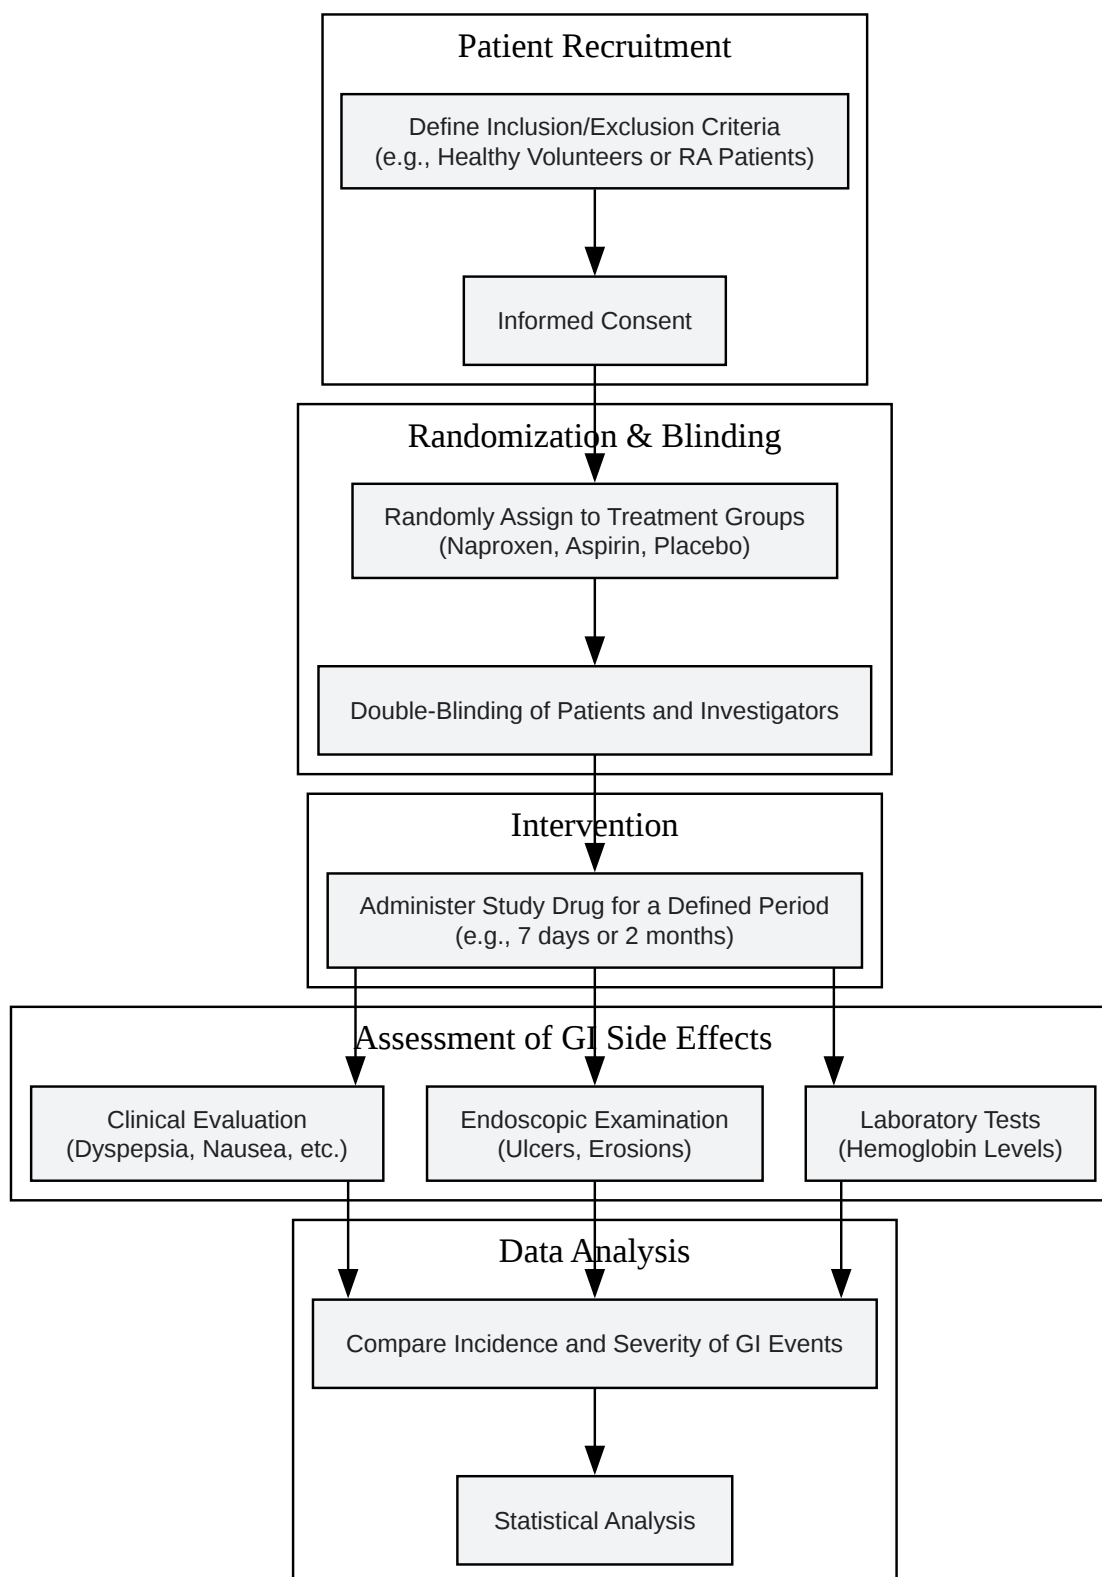 Patient Recruitment
Define Inclusion/Exclusion Criteria
(e.g., Healthy Volunteers or RA Patients)
Informed Consent
Randomization & Blinding
Randomly Assign to Treatment Groups
(Naproxen, Aspirin, Placebo)
Double-Blinding of Patients and Investigators
Intervention
Administer Study Drug for a Defined Period
(e.g., 7 days or 2 months)
Assessment of GI Side Effects
Clinical Evaluation
(Dyspepsia, Nausea, etc.)
Endoscopic Examination
(Ulcers, Erosions)
Laboratory Tests
(Hemoglobin Levels)
Data Analysis
Compare Incidence and Severity of GI Events
Statistical Analysis